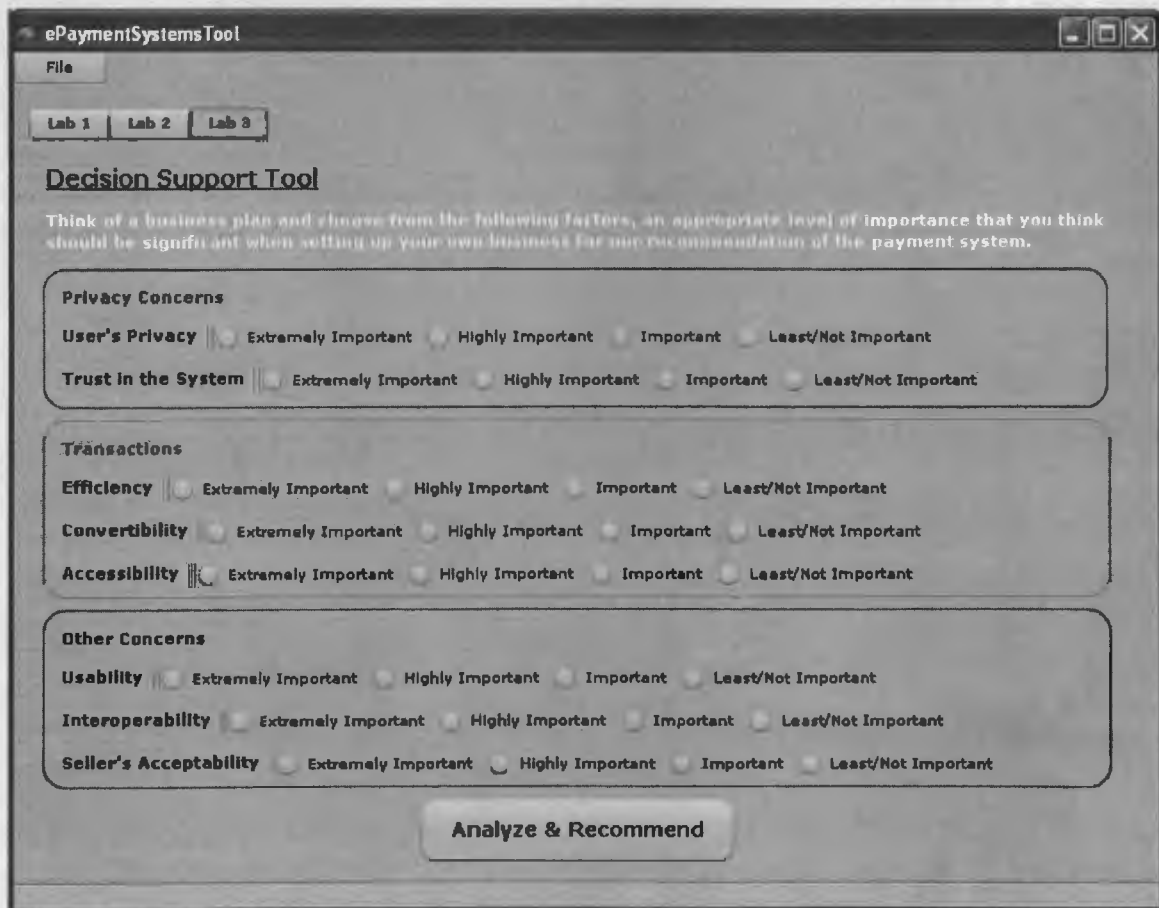 ePaymentSystemsTool
File
Lab 1 Lab 2 Lab 3
Decision Support Tool
Think of a business plan and choose from the following factors, an appropriate level of importance that you think
should be significant when setting up your own business for our recommendation of the payment system.
Privacy Concerns
User's Privacy Extremely Important Highly Important Important Least/Not Important
Trust in the System Extremely Important Highly Important Important Least/Not Important
Transactions
Efficiency Extremely Important Highly Important Important Least/Not Important
Convertibility Extremely Important Highly Important Important Least/Not Important
Accessibility Extremely Important Highly Important Important Least/Not Important
Other Concerns
Usability Extremely Important Highly Important Important Least/Not Important
Interoperability Extremely Important Highly Important Important Least/Not Important
Seller's Acceptability Extremely Important Highly Important Important Least/Not Important
Analyze & Recommend